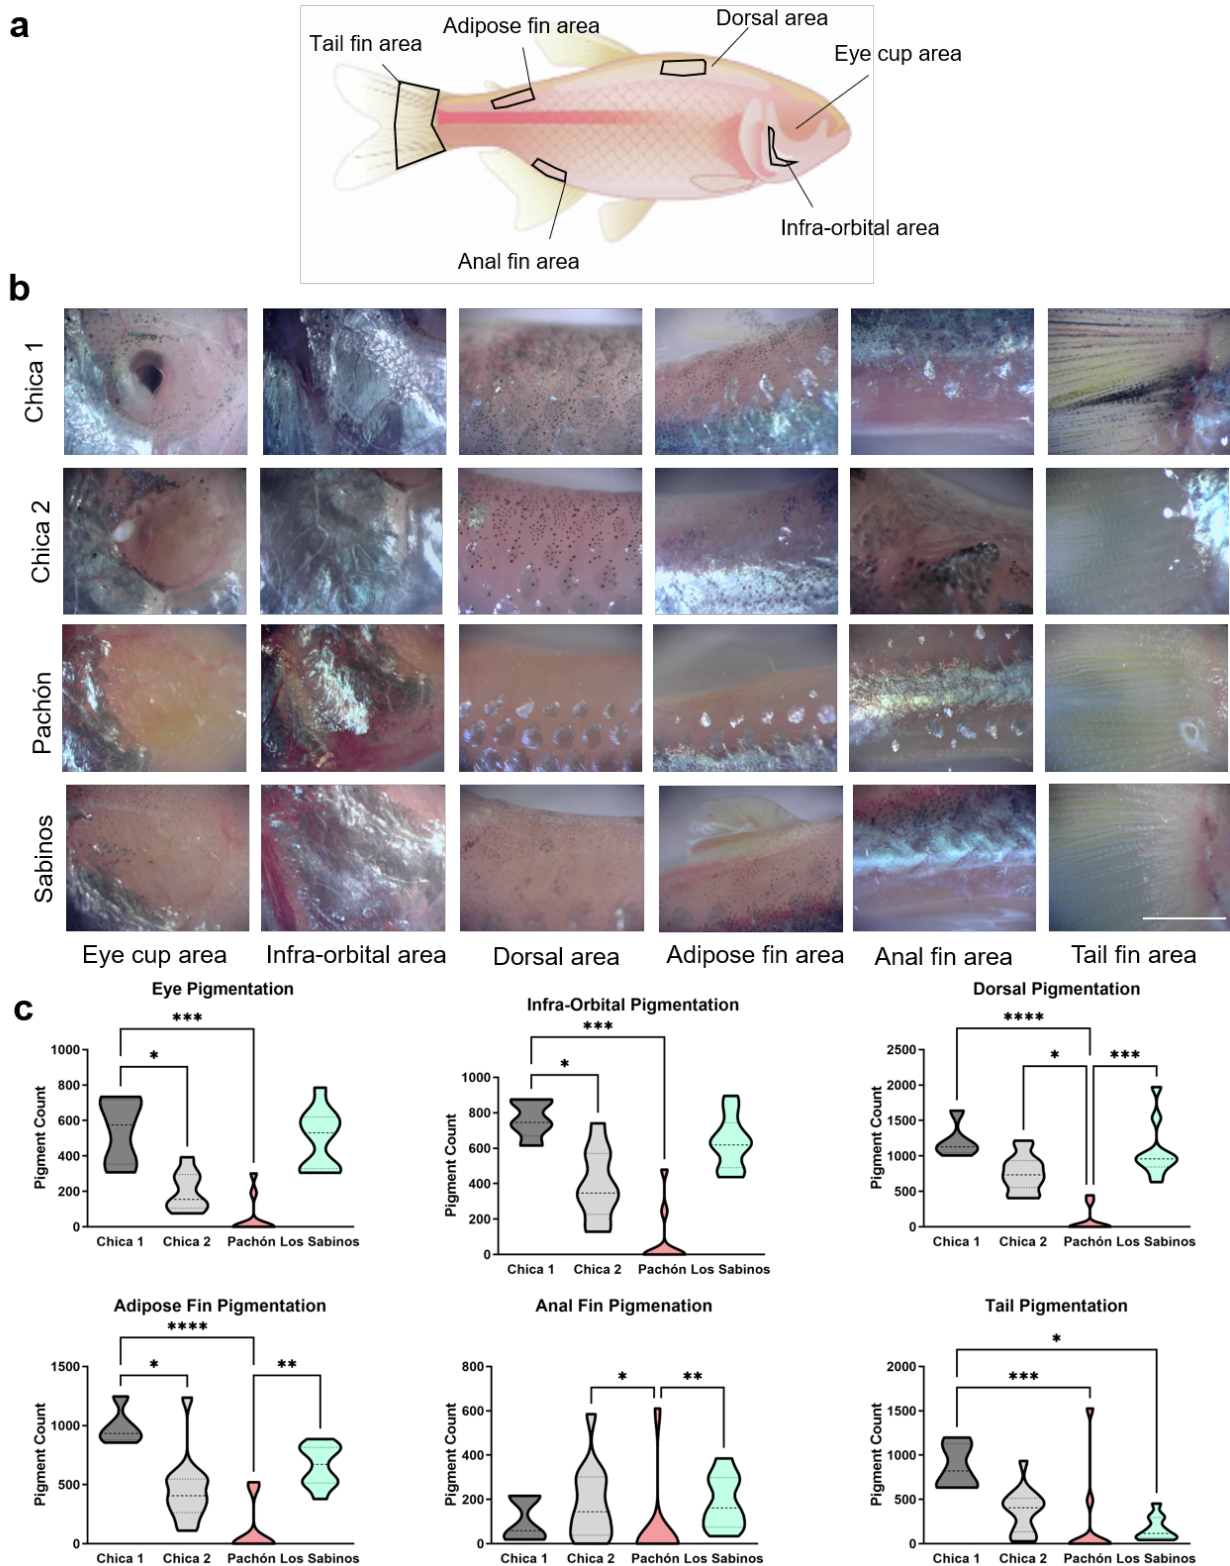 a
Tail fin area
Adipose fin area
Dorsal area
Eye cup area
Infra-orbital area
Anal fin area
b
Chica 1
Chica 2
Pachón
Sabinos
Eye cup area Infra-orbital area Dorsal area Adipose fin area Anal fin area Tail fin area
c
Eye Pigmentation
***
*
Pigment Count
1000
800
600
400
200
0
Chica 1 Chica 2 Pachón Los Sabinos
Infra-Orbital Pigmentation
***
*
Pigment Count
1000
800
600
400
200
0
Chica 1 Chica 2 Pachón Los Sabinos
Dorsal Pigmentation
****
* ***
Pigment Count
2500
2000
1500
1000
500
0
Chica 1 Chica 2 Pachón Los Sabinos
Adipose Fin Pigmentation
****
* **
Pigment Count
1500
1000
500
0
Chica 1 Chica 2 Pachón Los Sabinos
Anal Fin Pigmenation
* **
Pigment Count
800
600
400
200
0
Chica 1 Chica 2 Pachón Los Sabinos
Tail Pigmentation
*
***
Pigment Count
2000
1500
1000
500
0
Chica 1 Chica 2 Pachón Los Sabinos